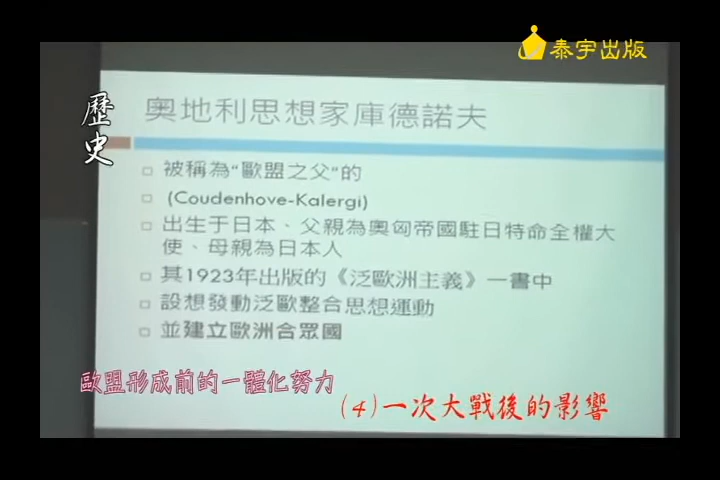 泰宇出版
歷史
奧地利思想家庫德諾夫
被稱為“歐盟之父”的
(Coudenhove-Kalergi)
出生于日本、父親為奧匈帝國駐日特命全權大
使、母親為日本人
其1923年出版的《泛歐洲主義》一書中
設想發動泛歐整合思想運動
並建立歐洲合眾國
歐盟形成前的一體化努力
(4)一次大戰後的影響